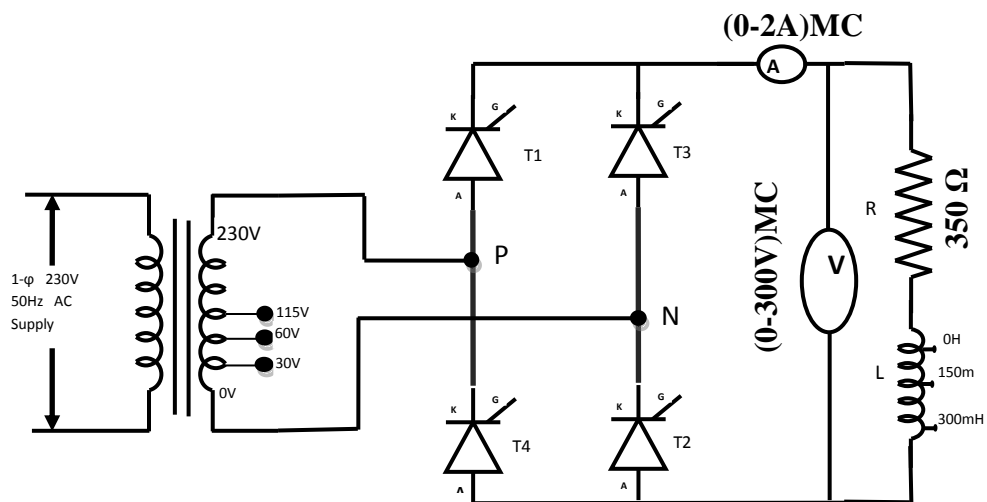 (0-2A)MC
A
K
G
T1
A
K
G
T3
A
1-φ 230V
50Hz AC
Supply
230V
115V
60V
30V
0V
P
N
(0-300V)MC
V
R
350 Ω
L
0H
150m
300mH
K
G
T4
A
K
G
T2
A